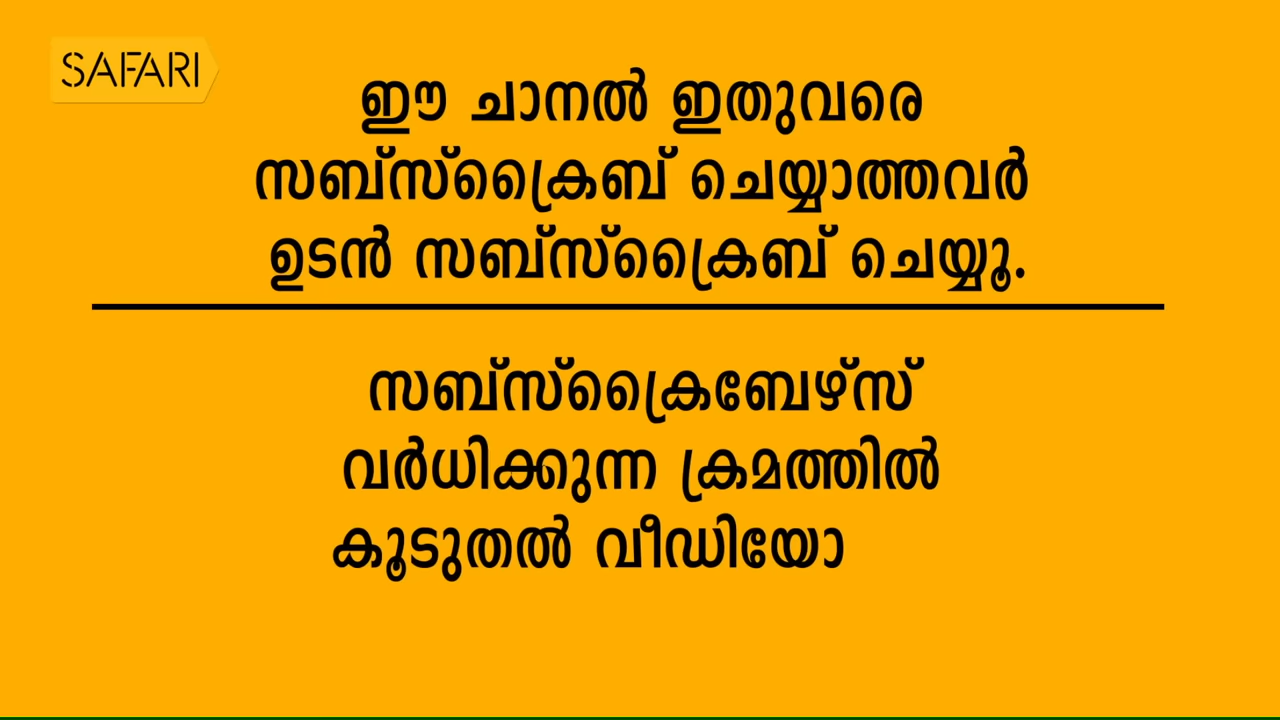 SAFARI
ഈ ചാനൽ ഇതുവരെ
സബ്സ്ക്രൈബ് ചെയ്യാത്തവർ
ഉടൻ സബ്സ്ക്രൈബ് ചെയ്യൂ.
സബ്സ്ക്രൈബേഴ്സ്
വർധിക്കുന്ന ക്രമത്തിൽ
കൂടുതൽ വീഡിയോ